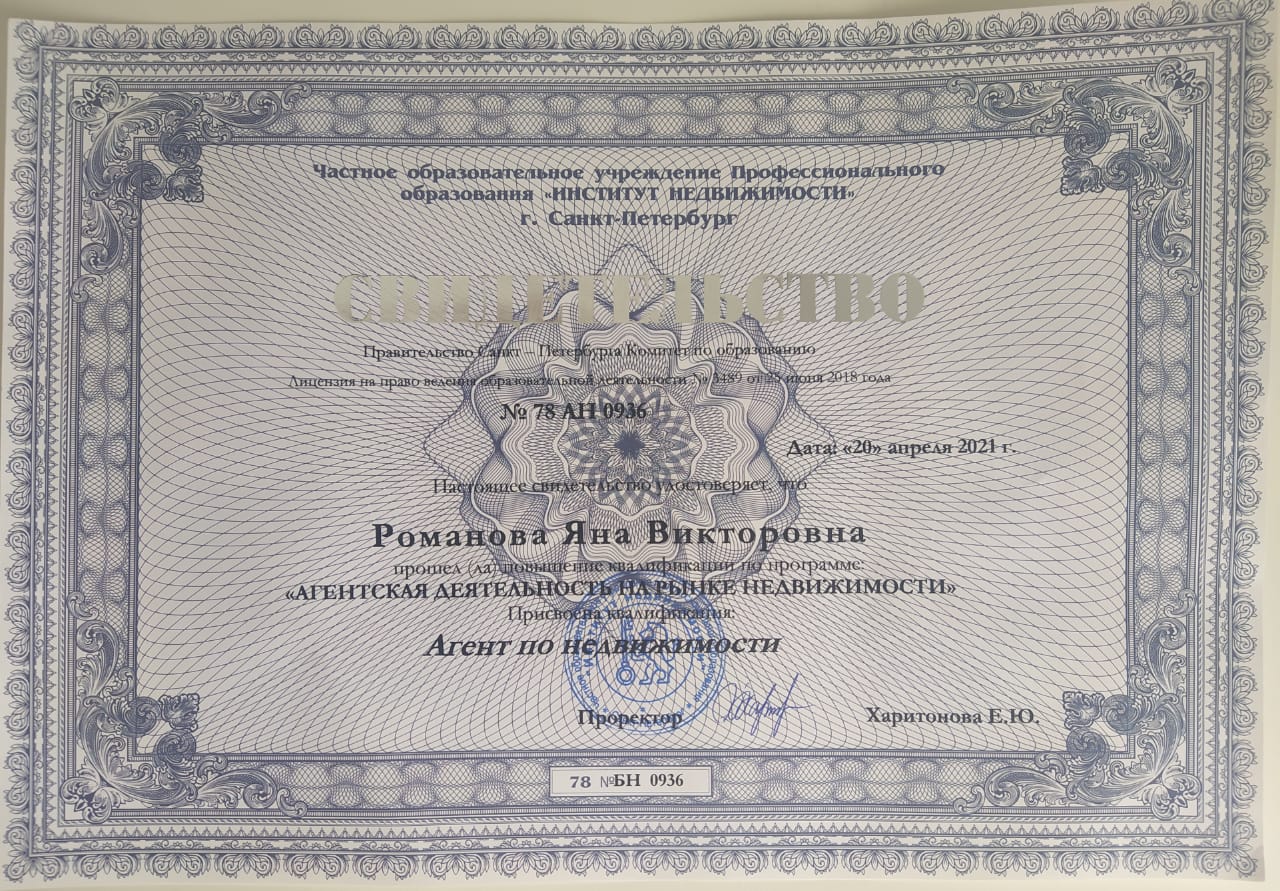 Частное образовательное учреждение Профессионального
образования «ИНСТИТУТ НЕДВИЖИМОСТИ»
г. Санкт-Петербург
СВИДЕТЕЛЬСТВО
Правительство Санкт – Петербурга Комитет по образованию
Лицензия на право ведения образовательной деятельности № 3489 от 25 июня 2018 года
№ 78 АН 0936
Дата: «20» апреля 2021 г.
Настоящее свидетельство удостоверяет, что
Романова Яна Викторовна
прошел (ла) повышение квалификации по программе:
«АГЕНТСКАЯ ДЕЯТЕЛЬНОСТЬ НА РЫНКЕ НЕДВИЖИМОСТИ»
Присвоена квалификация:
Агент по недвижимости
Проректор Харитонова Е.Ю.
78 №БН 0936